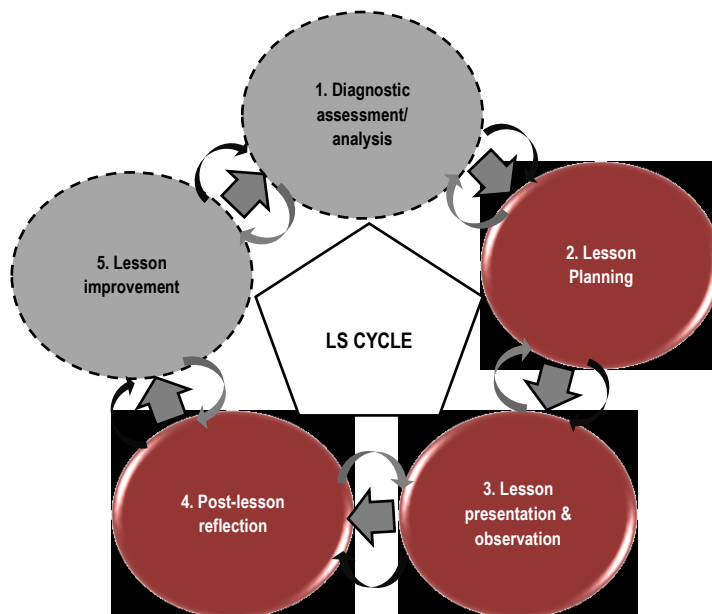 1. Diagnostic
assessment/
analysis
2. Lesson
Planning
3. Lesson
presentation &
observation
4. Post-lesson
reflection
5. Lesson
improvement
LS CYCLE